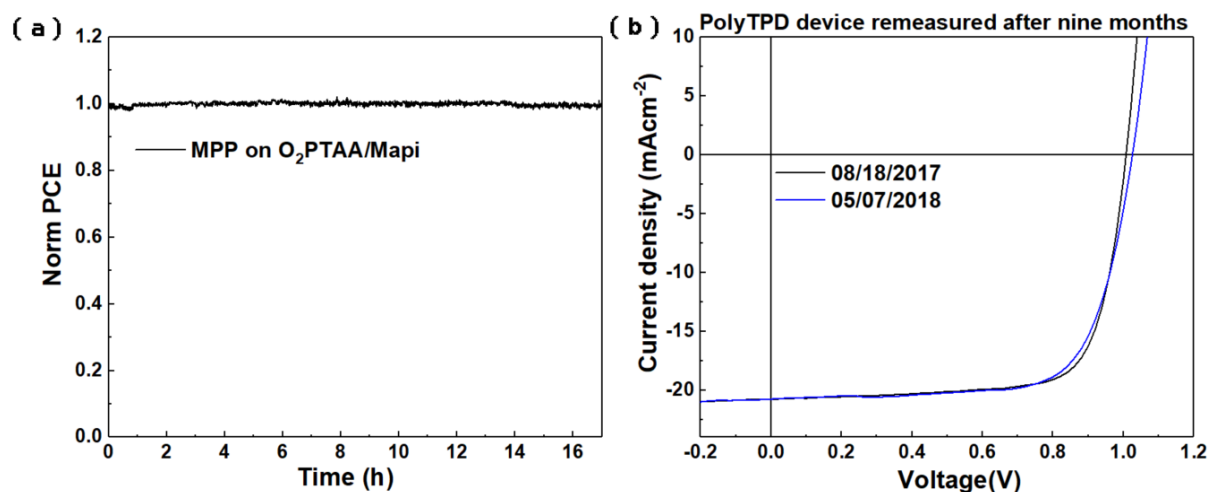 (a)
1.2
1.0
0.8
0.6
0.4
0.2
0.0
Norm PCE
MPP on O₂PTAA/Mapi
0 2 4 6 8 10 12 14 16
Time (h)
(b) PolyTPD device remeasured after nine months
10
5
0
-5
-10
-15
-20
Current density (mAcm⁻²)
08/18/2017
05/07/2018
-0.2 0.0 0.2 0.4 0.6 0.8 1.0 1.2
Voltage(V)